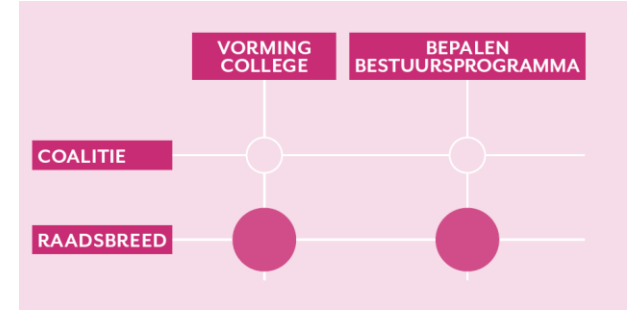 VORMING
COLLEGE
BEPALEN
BESTUURSPROGRAMMA
COALITIE
RAADSBREED